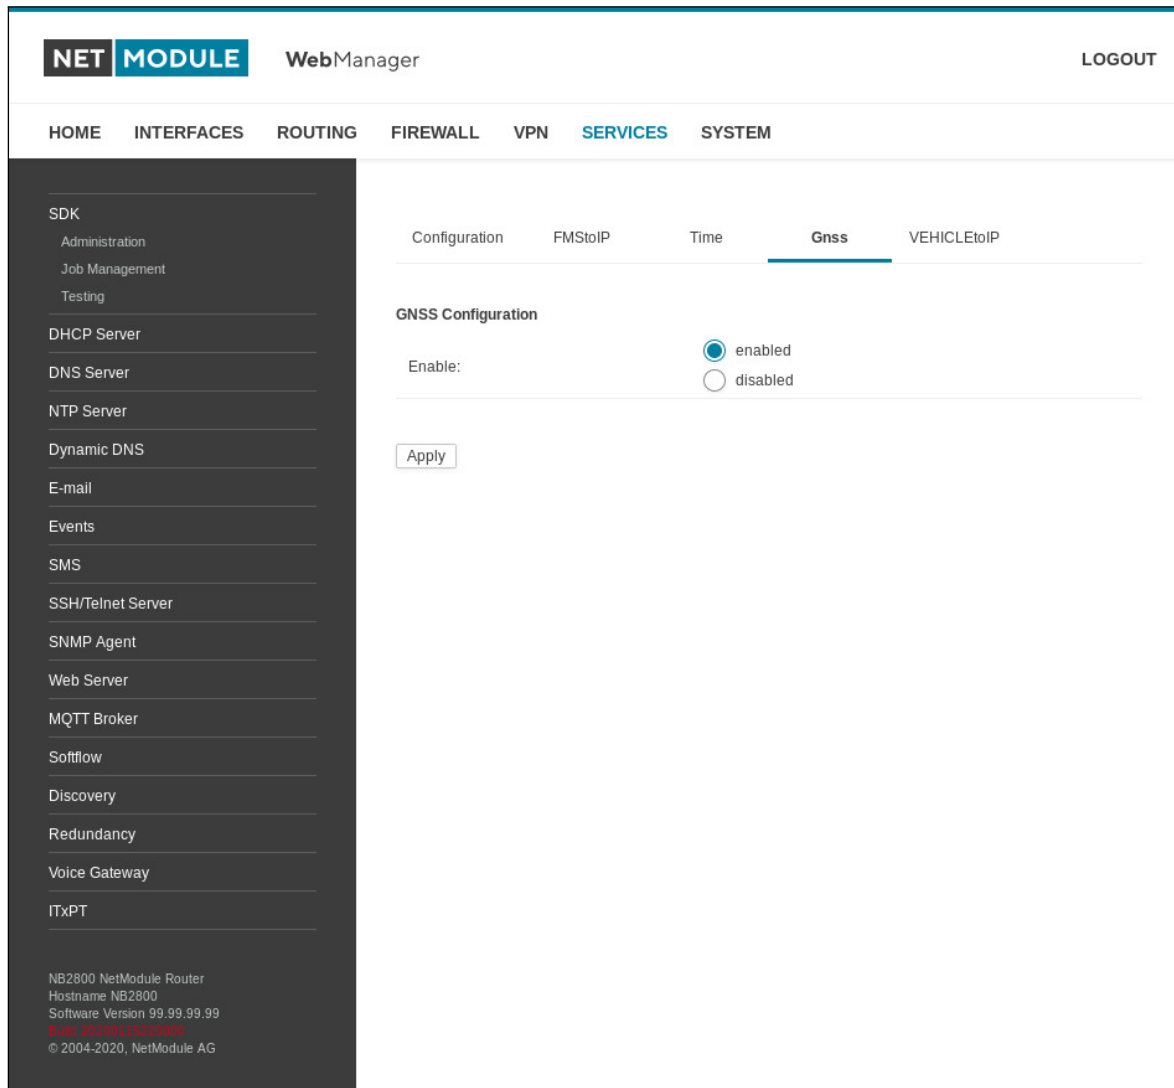 NET MODULE WebManager LOGOUT
HOME INTERFACES ROUTING FIREWALL VPN SERVICES SYSTEM
SDK
Administration
Job Management
Testing
DHCP Server
DNS Server
NTP Server
Dynamic DNS
E-mail
Events
SMS
SSH/Telnet Server
SNMP Agent
Web Server
MQTT Broker
Softflow
Discovery
Redundancy
Voice Gateway
ITxPT
NB2800 NetModule Router
Hostname NB2800
Software Version 99.99.99.99
Build
© 2004-2020, NetModule AG
Configuration FMStoIP Time Gnss VEHICLEtoIP
GNSS Configuration
Enable:
enabled
disabled
Apply